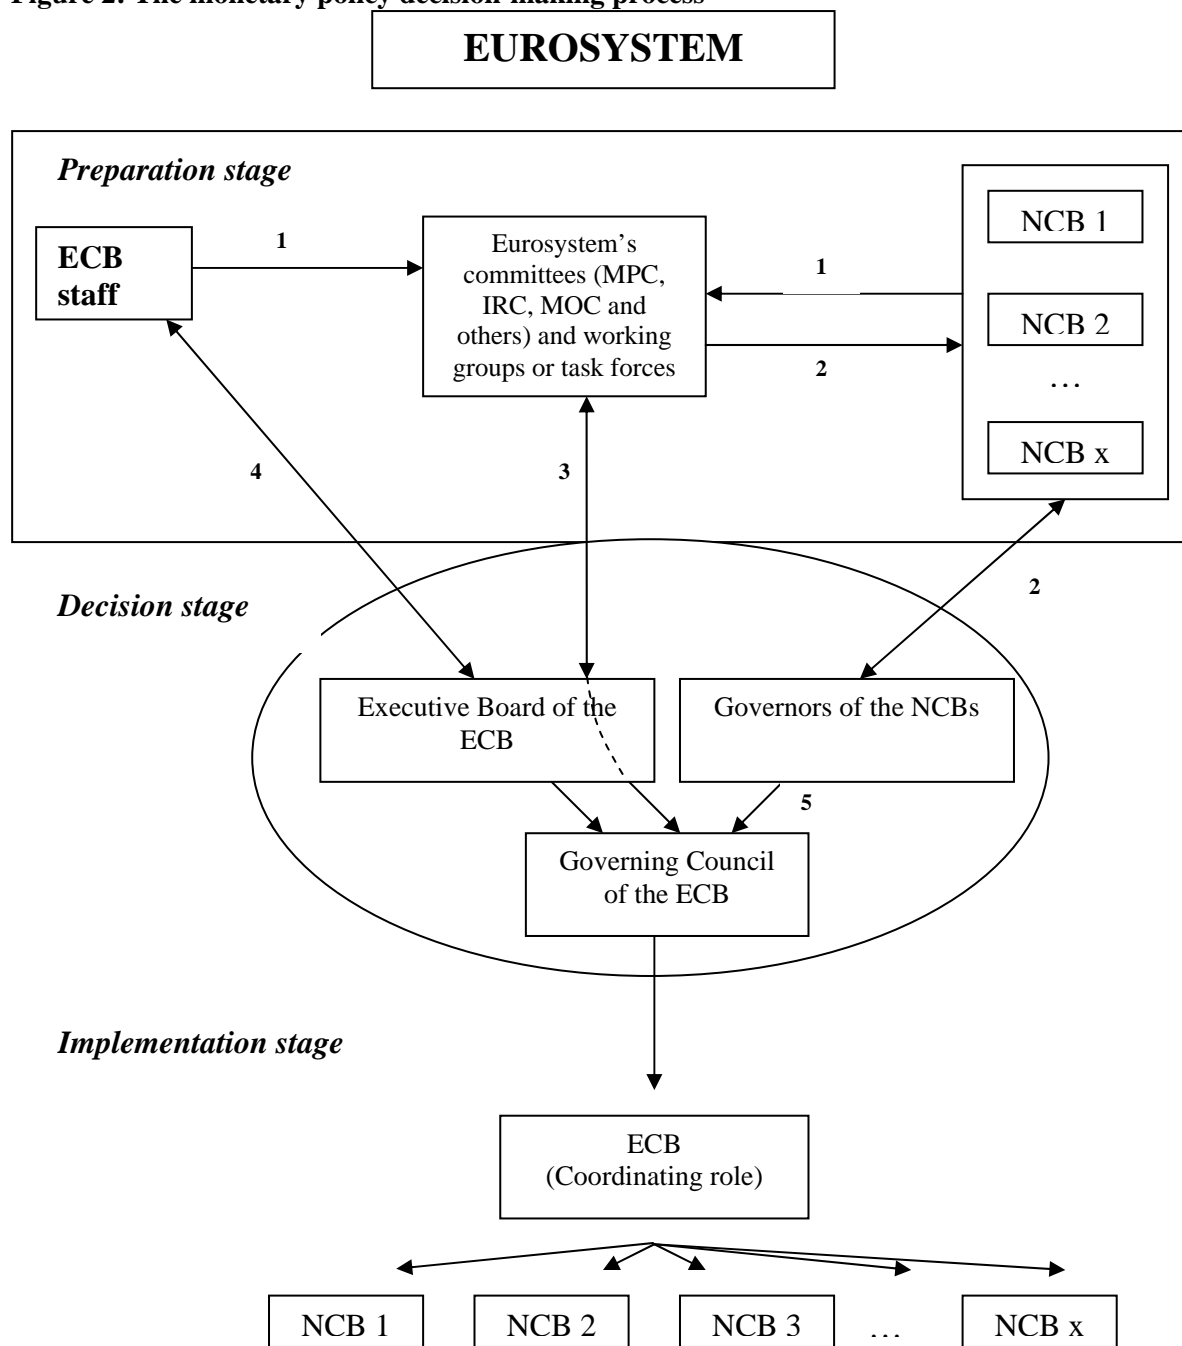 Figure 2: The monetary policy decision-making process
EUROSYSTEM
Preparation stage
ECB
staff
1
Eurosystem’s
committees (MPC,
IRC, MOC and
others) and working
groups or task forces
1
2
NCB 1
NCB 2
…
NCB x
4
3
2
Decision stage
Executive Board of the
ECB
Governors of the NCBs
5
Governing Council
of the ECB
Implementation stage
ECB
(Coordinating role)
NCB 1
NCB 2
NCB 3
…
NCB x